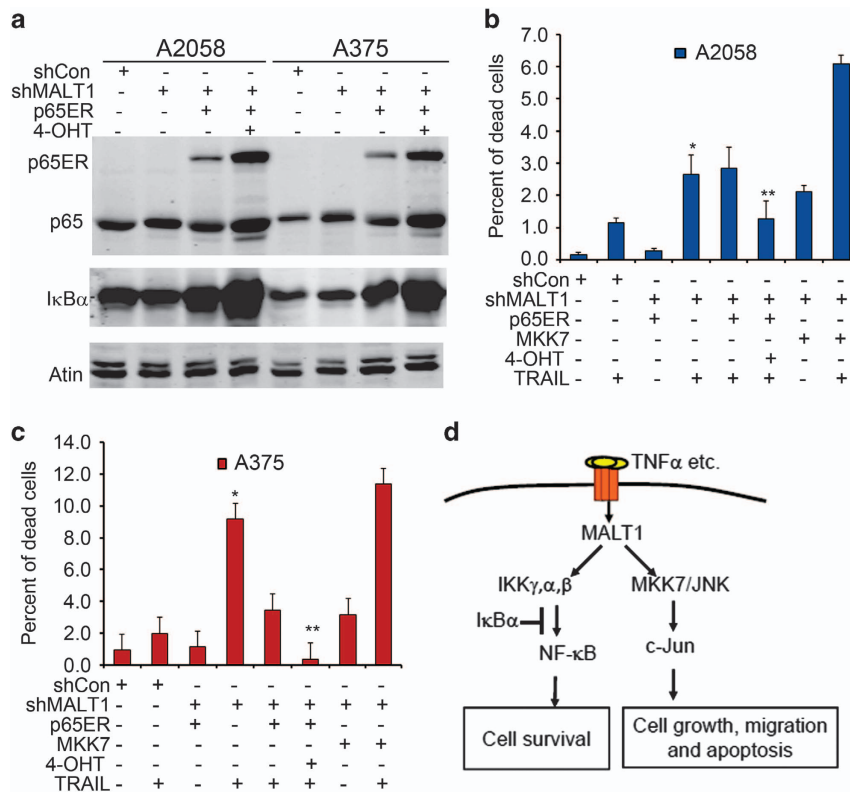 a
A2058 A375
shCon + - - - + - - -
shMALT1 - + + + - + + +
p65ER - - + + - - + +
4-OHT - - - + - - - +
p65ER
p65
IκBα
Atin
b
Percent of dead cells
7.0
6.0
5.0
4.0
3.0
2.0
1.0
0.0
A2058
*
**
shCon + + - - - - - -
shMALT1 - - + + + + + +
p65ER - - + - + + - -
MKK7 - - - - - - + +
4-OHT - - - - - + - -
TRAIL - + - + + + - +
c
Percent of dead cells
14.0
12.0
10.0
8.0
6.0
4.0
2.0
0.0
A375
*
**
shCon + + - - - - - -
shMALT1 - - + + + + + +
p65ER - - + - + + - -
MKK7 - - - - - - + +
4-OHT - - - - - + - -
TRAIL - + - + + + - +
d
TNFα etc.
MALT1
IKKγ,α,β MKK7/JNK
IκBα
NF-κB c-Jun
Cell survival
Cell growth, migration
and apoptosis